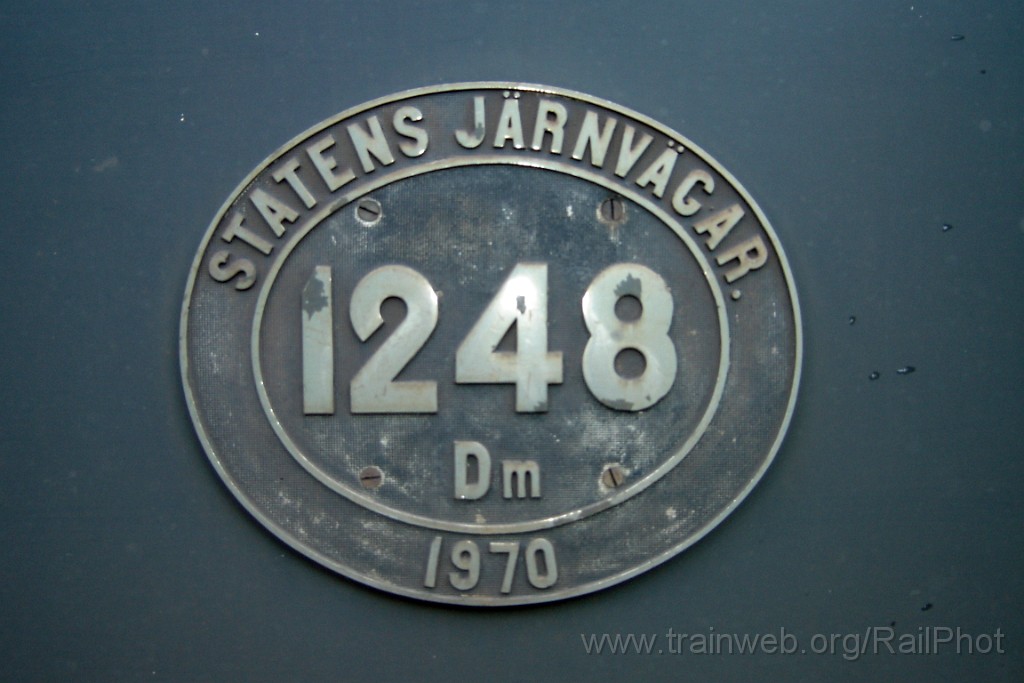 STATENS JÄRNVÄGAR.
1248
Dm
1970
www.trainweb.org/RailPhot